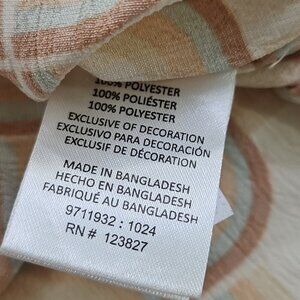 100% POLYESTER
100% POLIÉSTER
100% POLYESTER
EXCLUSIVE OF DECORATION
EXCLUSIVO PARA DECORACIÓN
EXCLUSIF DE DÉCORATION
MADE IN BANGLADESH
HECHO EN BANGLADESH
FABRIQUÉ AU BANGLADESH
9711932 : 1024
RN # 123827